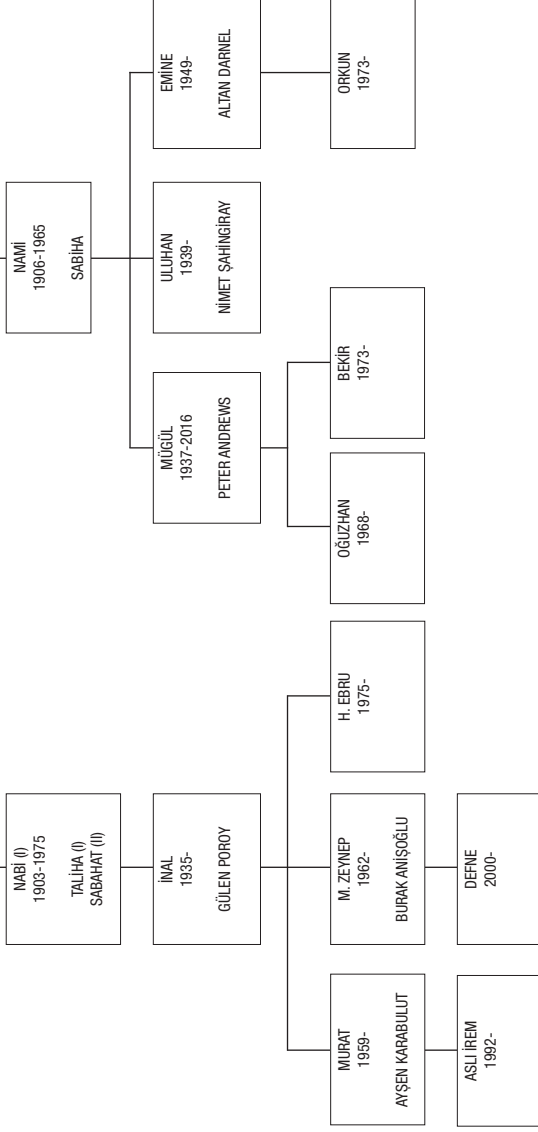 NABİ (I)
1903-1975
TALİHA (I)
SABAHAT (II)
NAMİ
1906-1965
SABİHA
İNAL
1935-
GÜLEN POROY
MÜGÜL
1937-2016
PETER ANDREWS
ULUHAN
1939-
NİMET ŞAHİNGİRAY
EMİNE
1949-
ALTAN DARNEL
MURAT
1959-
AYŞEN KARABULUT
M. ZEYNEP
1962-
BURAK ANİŞOĞLU
H. EBRU
1975-
OĞUZHAN
1968-
BEKİR
1973-
ORKUN
1973-
ASLI İREM
1992-
DEFNE
2000-